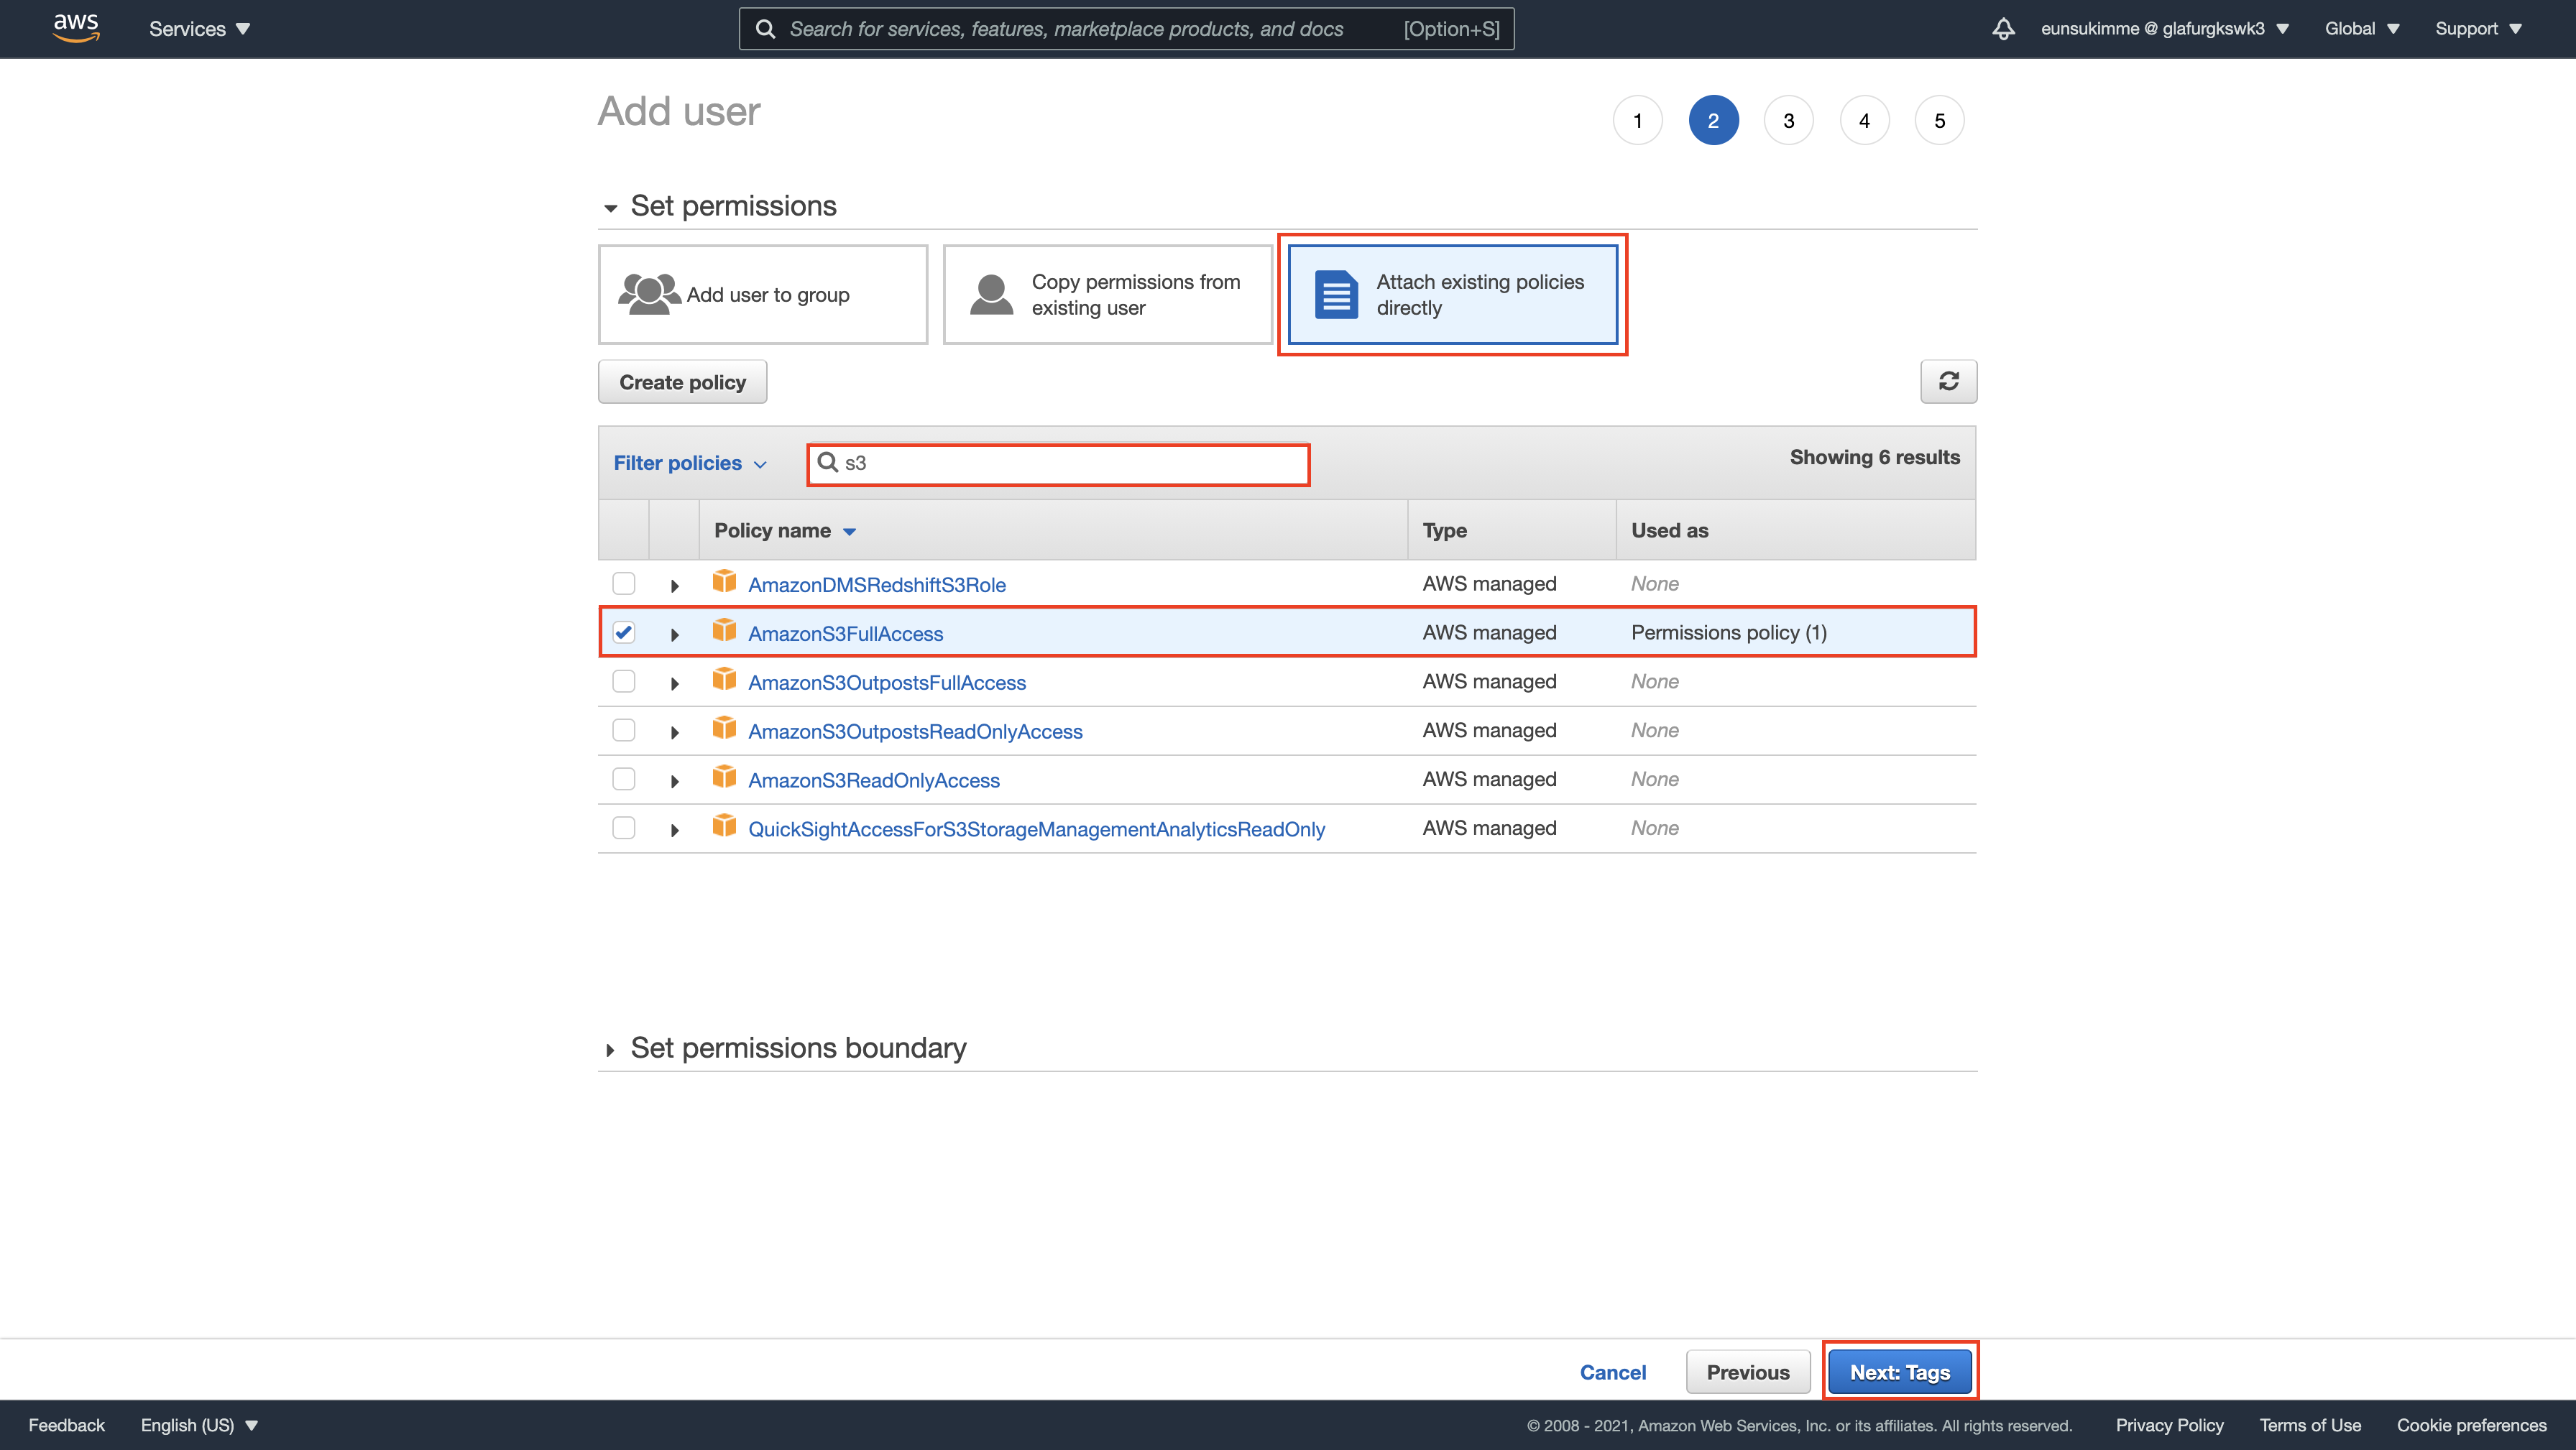 aws
Services
Search for services, features, marketplace products, and docs [Option+S]
eunsukimme @ glafurgkswk3
Global
Support
Add user
1 2 3 4 5
Set permissions
Add user to group
Copy permissions from
existing user
Attach existing policies
directly
Create policy
Filter policies
s3
Showing 6 results
Policy name Type Used as
AmazonDMSRedshiftS3Role AWS managed None
AmazonS3FullAccess AWS managed Permissions policy (1)
AmazonS3OutpostsFullAccess AWS managed None
AmazonS3OutpostsReadOnlyAccess AWS managed None
AmazonS3ReadOnlyAccess AWS managed None
QuickSightAccessForS3StorageManagementAnalyticsReadOnly AWS managed None
Set permissions boundary
Cancel
Previous
Next: Tags
Feedback
English (US)
© 2008 - 2021, Amazon Web Services, Inc. or its affiliates. All rights reserved.
Privacy Policy
Terms of Use
Cookie preferences